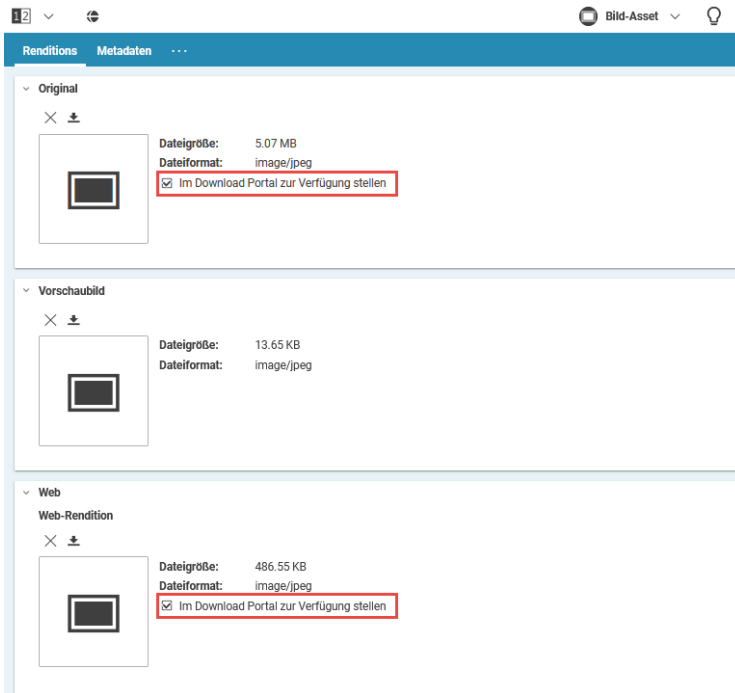 12
Bild-Asset
Renditions Metadaten ...
Original
Dateigröße: 5.07 MB
Dateiformat: image/jpeg
Im Download Portal zur Verfügung stellen
Vorschaubild
Dateigröße: 13.65 KB
Dateiformat: image/jpeg
Web
Web-Rendition
Dateigröße: 486.55 KB
Dateiformat: image/jpeg
Im Download Portal zur Verfügung stellen